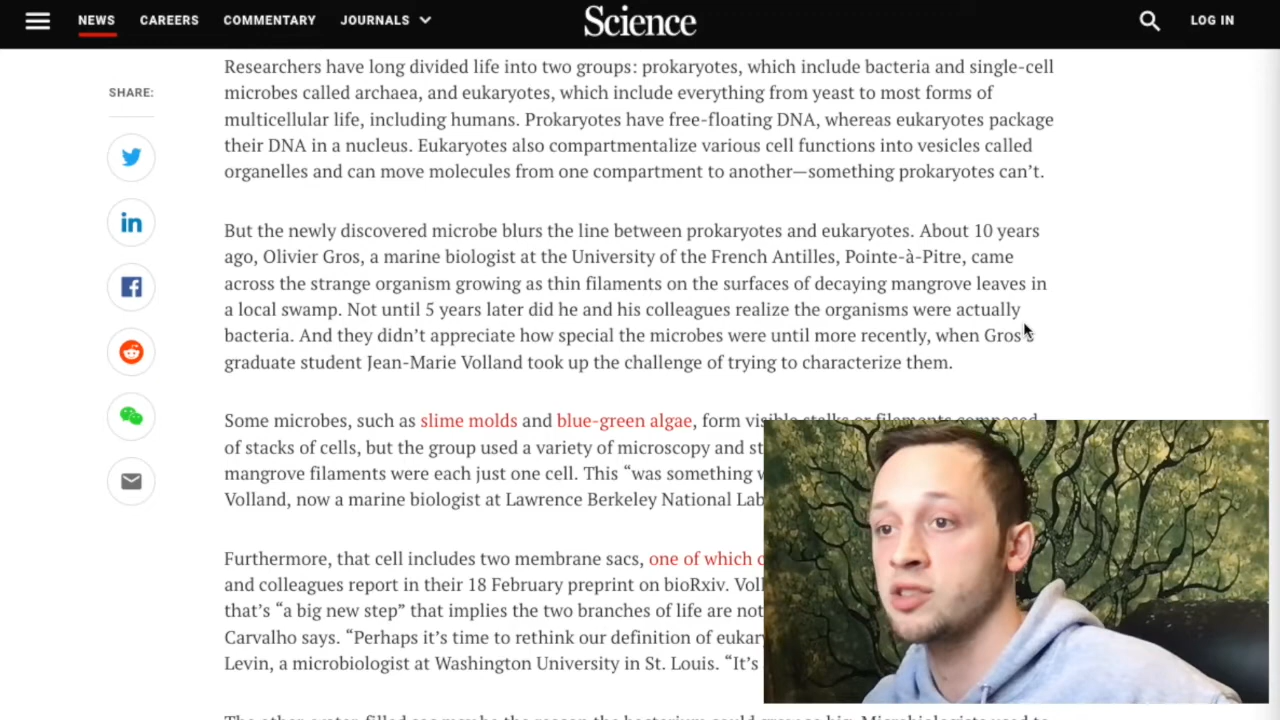 NEWS CAREERS COMMENTARY JOURNALS Science LOG IN
SHARE:
Researchers have long divided life into two groups: prokaryotes, which include bacteria and single-cell
microbes called archaea, and eukaryotes, which include everything from yeast to most forms of
multicellular life, including humans. Prokaryotes have free-floating DNA, whereas eukaryotes package
their DNA in a nucleus. Eukaryotes also compartmentalize various cell functions into vesicles called
organelles and can move molecules from one compartment to another—something prokaryotes can’t.
But the newly discovered microbe blurs the line between prokaryotes and eukaryotes. About 10 years
ago, Olivier Gros, a marine biologist at the University of the French Antilles, Pointe-à-Pitre, came
across the strange organism growing as thin filaments on the surfaces of decaying mangrove leaves in
a local swamp. Not until 5 years later did he and his colleagues realize the organisms were actually
bacteria. And they didn’t appreciate how special the microbes were until more recently, when Gros’s
graduate student Jean-Marie Volland took up the challenge of trying to characterize them.
Some microbes, such as slime molds and blue-green algae, form visible stalks or filaments composed
of stacks of cells, but the group used a variety of microscopy and
mangrove filaments were each just one cell. This “was something
Volland, now a marine biologist at Lawrence Berkeley National
Furthermore, that cell includes two membrane sacs, one of which
and colleagues report in their 18 February preprint on bioRxiv.
that’s “a big new step” that implies the two branches of life are not
Carvalho says. “Perhaps it’s time to rethink our definition of
Levin, a microbiologist at Washington University in St. Louis. “It’s